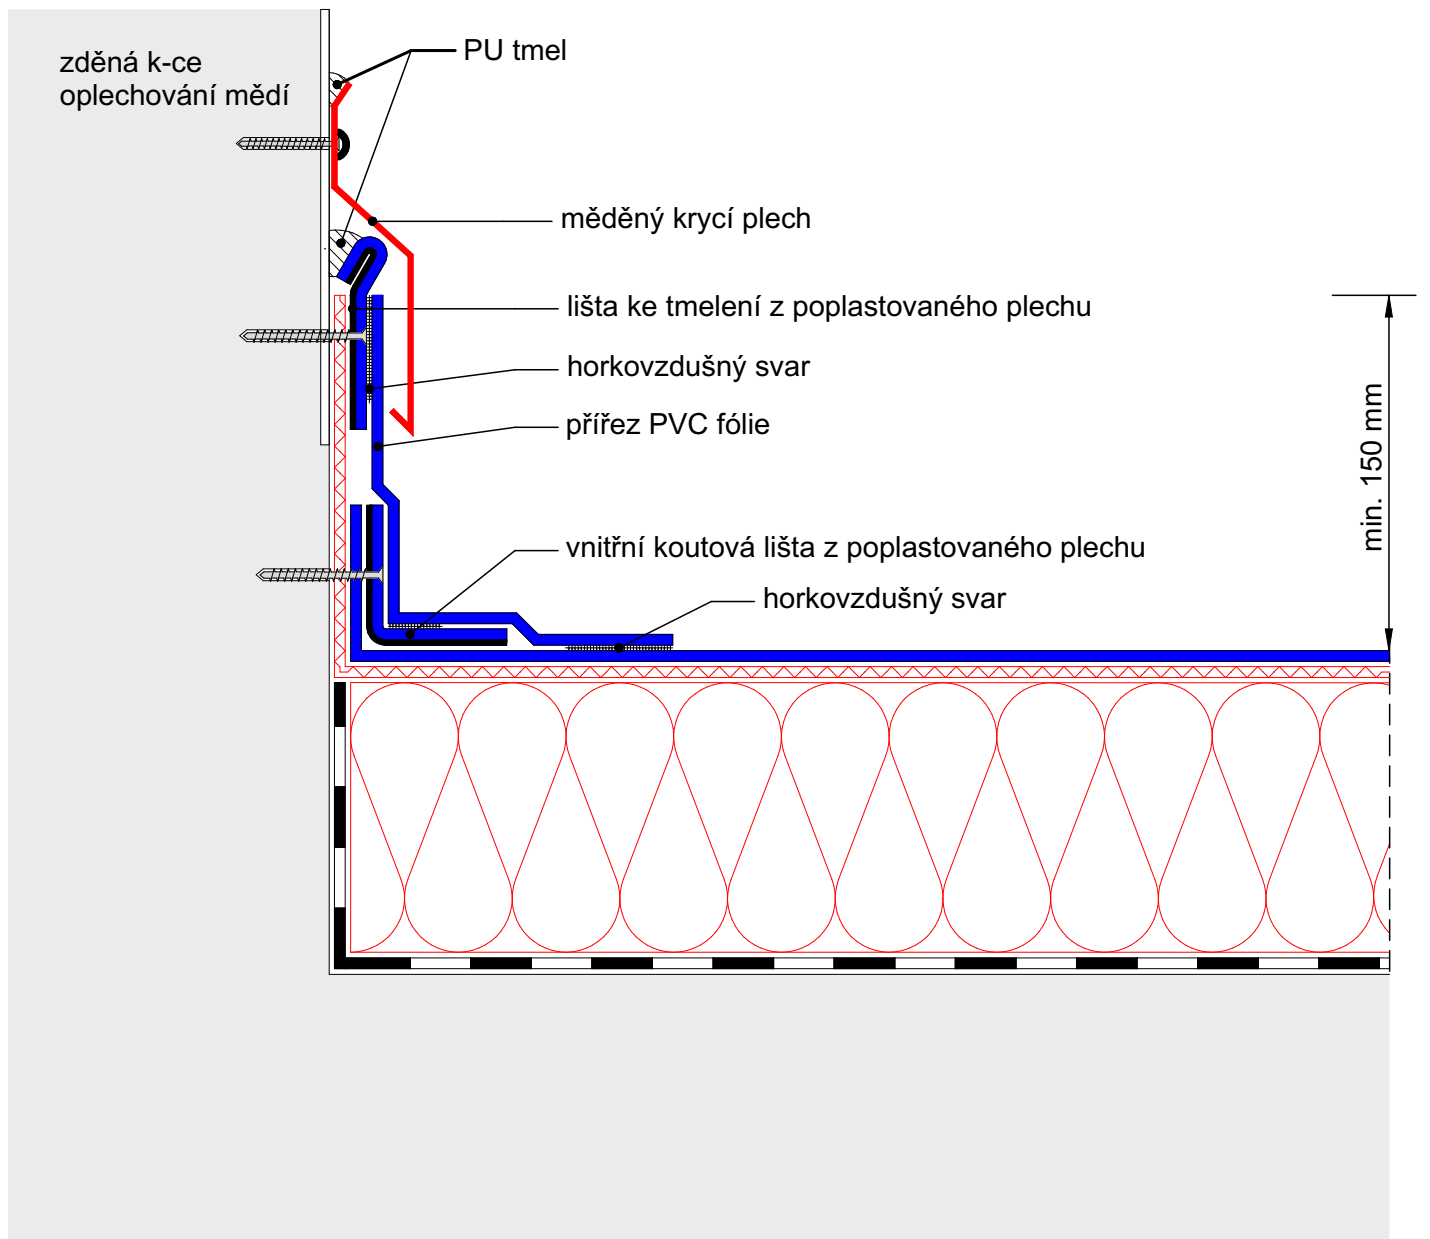 zděná k-ce
oplechování mědí
PU tmel
měděný krycí plech
lišta ke tmelení z poplastovaného plechu
horkovzdušný svar
přířez PVC fólie
min. 150 mm
vnitřní koutová lišta z poplastovaného plechu
horkovzdušný svar